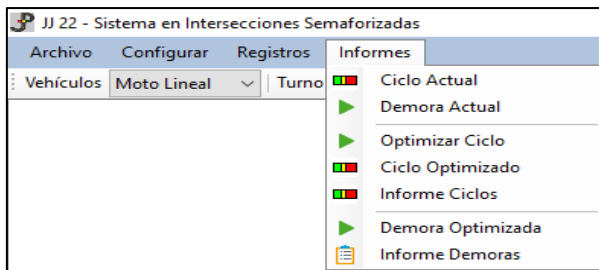 JJ 22 - Sistema en Intersecciones Semaforizadas
Archivo Configurar Registros Informes
Vehículos Moto Lineal Turno
Ciclo Actual
Demora Actual
Optimizar Ciclo
Ciclo Optimizado
Informe Ciclos
Demora Optimizada
Informe Demoras